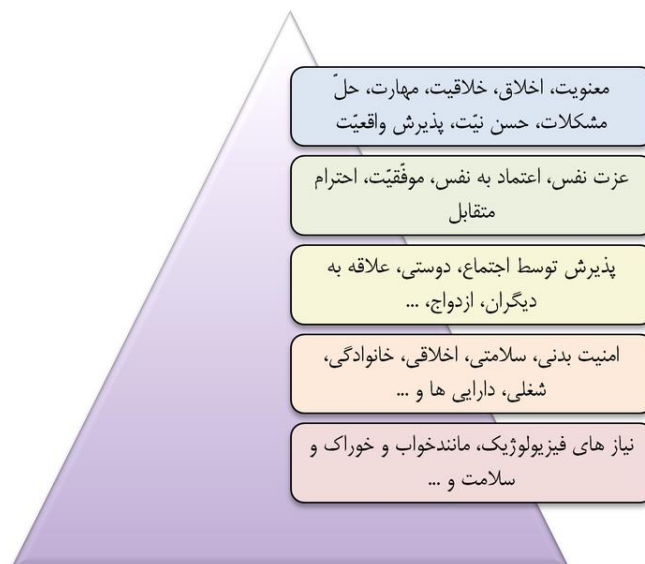 معنویت، اخلاق، خلاقیت، مهارت، حلّ
مشکلات، حسن نیّت، پذیرش واقعیّت
عزت نفس، اعتماد به نفس، موفّقیّت، احترام
متقابل
پذیرش توسط اجتماع، دوستی، علاقه به
دیگران، ازدواج، ...
امنیت بدنی، سلامتی، اخلاقی، خانوادگی،
شغلی، دارایی ها و ...
نیاز های فیزیولوژیک، مانندخواب و خوراک و
سلامت و ...